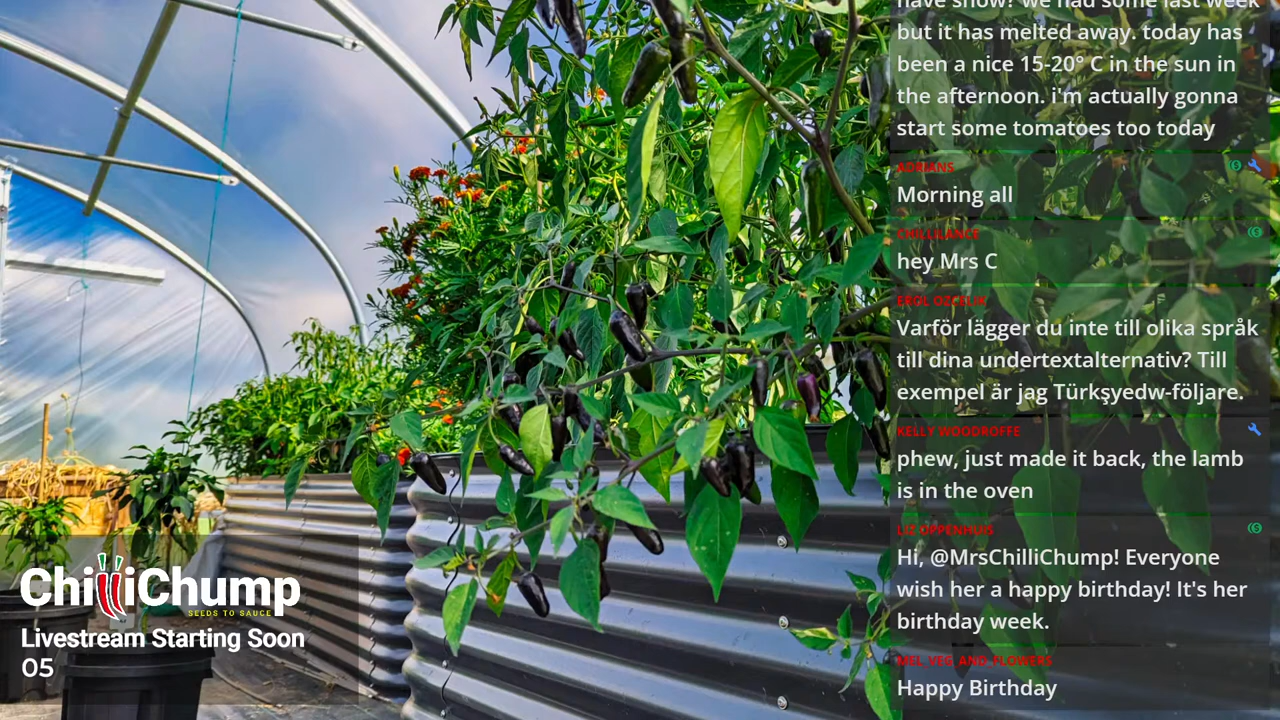 have snow? we had some last week
but it has melted away. today has
been a nice 15-20° C in the sun in
the afternoon. i'm actually gonna
start some tomatoes too today
ADRIANS
Morning all
CHILLILANCE
hey Mrs C
EROL OZCELIK
Varför lägger du inte till olika språk
till dina undertextalternativ? Till
exempel är jag Türkşyedw-följare.
KELLY WOODROFFE
phew, just made it back, the lamb
is in the oven
LIZ OPPENHUIS
Hi, @MrsChilliChump! Everyone
wish her a happy birthday! It's her
birthday week.
MEL_VEG_AND_FLOWERS
Happy Birthday
ChilliChump
SEEDS TO SAUCE
Livestream Starting Soon
05